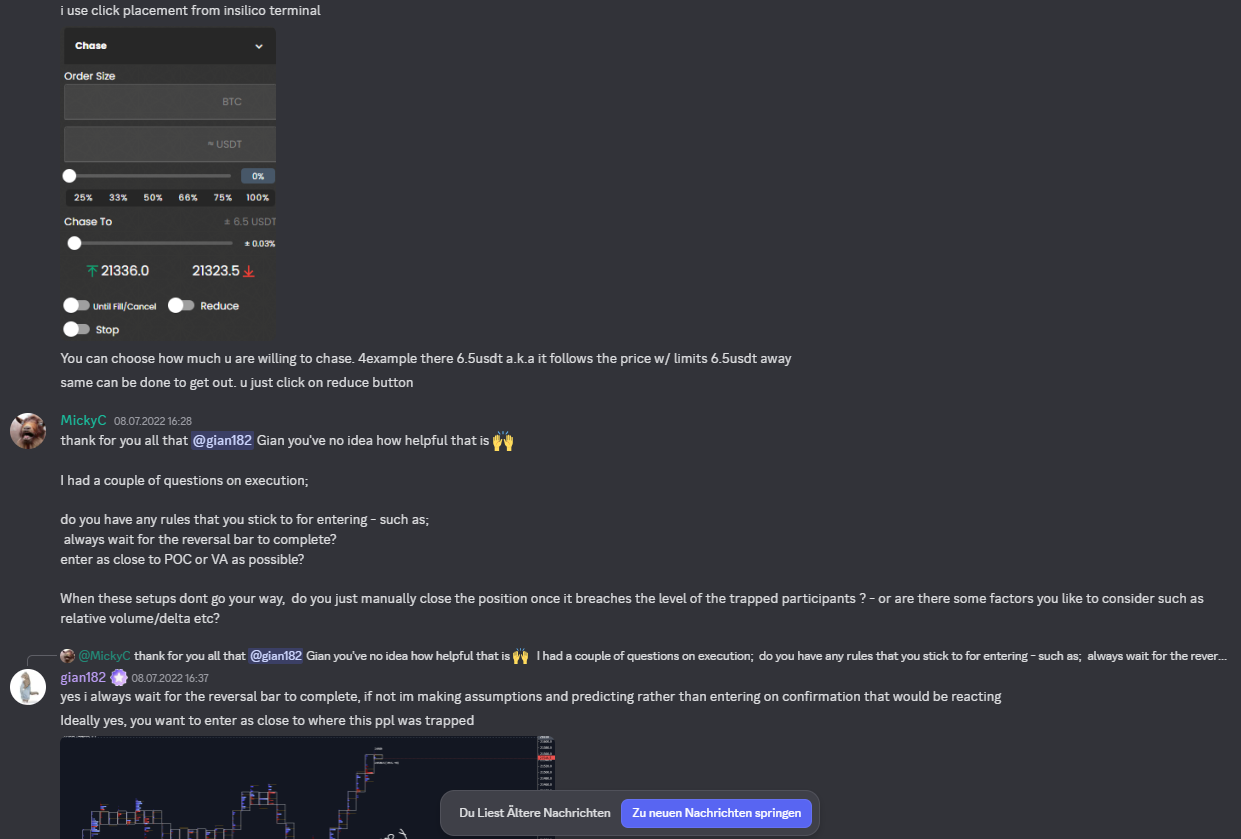 i use click placement from insilico terminal
Chase
Order Size
BTC
≈ USDT
0%
25% 33% 50% 66% 75% 100%
Chase To ± 6.5 USDT
± 0.03%
21336.0 21323.5
Until Fill/Cancel Reduce
Stop
You can choose how much u are willing to chase. 4example there 6.5usdt a.k.a it follows the price w/ limits 6.5usdt away
same can be done to get out. u just click on reduce button
MickyC 08.07.2022 16:28
thank for you all that @gian182 Gian you've no idea how helpful that is 🙌
I had a couple of questions on execution;
do you have any rules that you stick to for entering - such as;
always wait for the reversal bar to complete?
enter as close to POC or VA as possible?
When these setups dont go your way, do you just manually close the position once it breaches the level of the trapped participants ? - or are there some factors you like to consider such as
relative volume/delta etc?
@MickyC thank for you all that @gian182 Gian you've no idea how helpful that is 🙌 I had a couple of questions on execution; do you have any rules that you stick to for entering - such as; always wait for the rever...
gian182 08.07.2022 16:37
yes i always wait for the reversal bar to complete, if not im making assumptions and predicting rather than entering on confirmation that would be reacting
Ideally yes, you want to enter as close to where this ppl was trapped
Du Liest Ältere Nachrichten Zu neuen Nachrichten springen